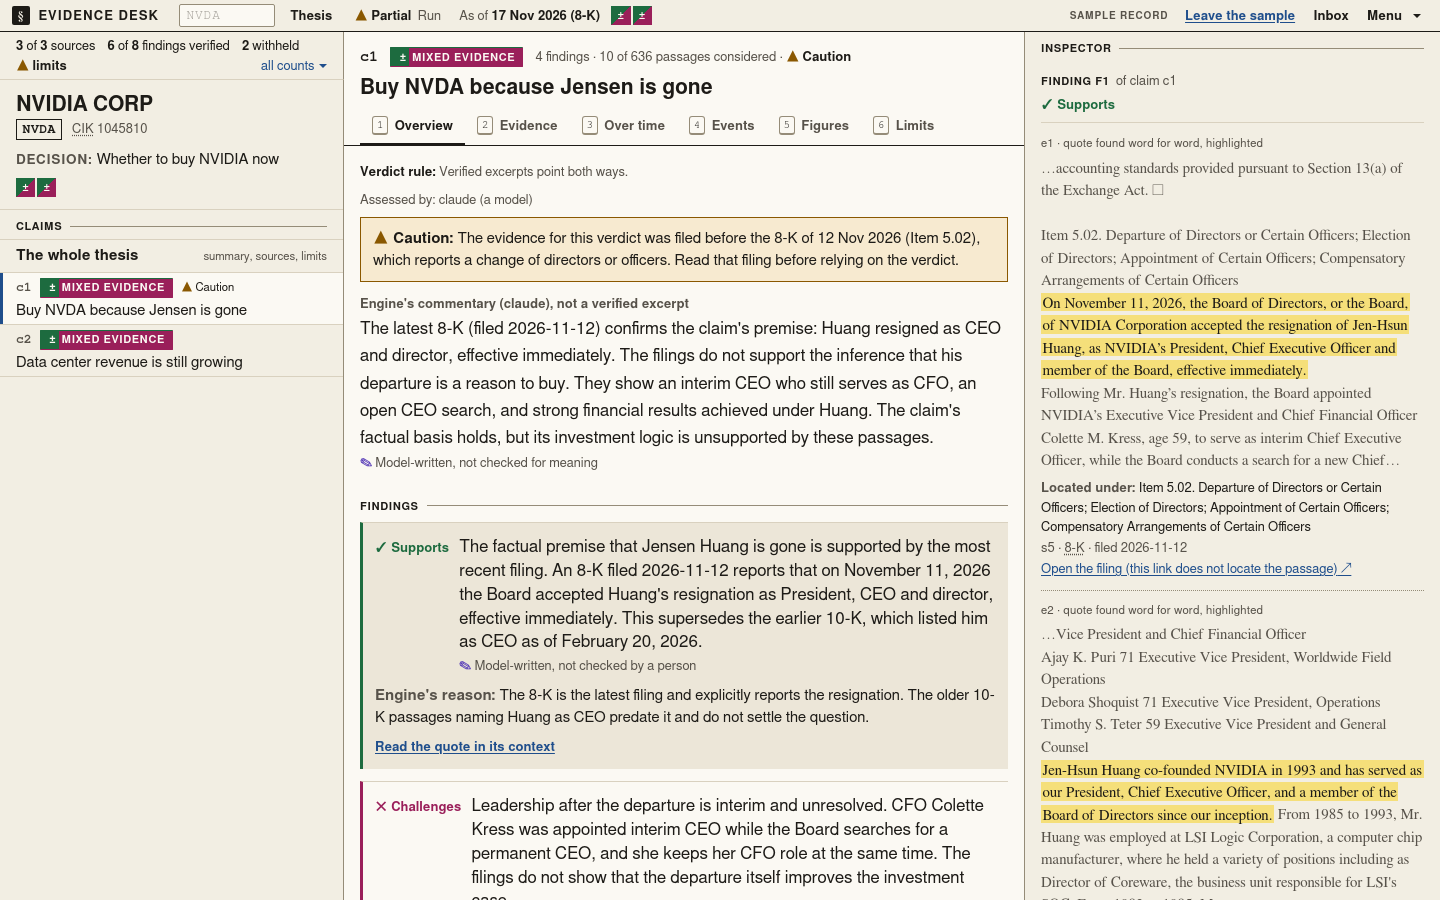 § EVIDENCE DESK NVDA Thesis ▲ Partial Run As of 17 Nov 2026 (8-K) ± ± SAMPLE RECORD Leave the sample Inbox Menu
3 of 3 sources 6 of 8 findings verified 2 withheld
▲ limits all counts
NVIDIA CORP
NVDA CIK 1045810
DECISION: Whether to buy NVIDIA now
± ±
CLAIMS
The whole thesis summary, sources, limits
c1 ± MIXED EVIDENCE ▲ Caution
Buy NVDA because Jensen is gone
c2 ± MIXED EVIDENCE
Data center revenue is still growing
c1 ± MIXED EVIDENCE 4 findings · 10 of 636 passages considered · ▲ Caution
Buy NVDA because Jensen is gone
1 Overview 2 Evidence 3 Over time 4 Events 5 Figures 6 Limits
Verdict rule: Verified excerpts point both ways.
Assessed by: claude (a model)
▲ Caution: The evidence for this verdict was filed before the 8-K of 12 Nov 2026 (Item 5.02),
which reports a change of directors or officers. Read that filing before relying on the verdict.
Engine's commentary (claude), not a verified excerpt
The latest 8-K (filed 2026-11-12) confirms the claim's premise: Huang resigned as CEO
and director, effective immediately. The filings do not support the inference that his
departure is a reason to buy. They show an interim CEO who still serves as CFO, an
open CEO search, and strong financial results achieved under Huang. The claim's
factual basis holds, but its investment logic is unsupported by these passages.
✎ Model-written, not checked for meaning
FINDINGS
✓ Supports The factual premise that Jensen Huang is gone is supported by the most
recent filing. An 8-K filed 2026-11-12 reports that on November 11, 2026
the Board accepted Huang's resignation as President, CEO and director,
effective immediately. This supersedes the earlier 10-K, which listed him
as CEO as of February 20, 2026.
✎ Model-written, not checked by a person
Engine's reason: The 8-K is the latest filing and explicitly reports the resignation. The older 10-
K passages naming Huang as CEO predate it and do not settle the question.
Read the quote in its context
✕ Challenges Leadership after the departure is interim and unresolved. CFO Colette
Kress was appointed interim CEO while the Board searches for a
permanent CEO, and she keeps her CFO role at the same time. The
filings do not show that the departure itself improves the investment
INSPECTOR
FINDING F1 of claim c1
✓ Supports
e1 · quote found word for word, highlighted
…accounting standards provided pursuant to Section 13(a) of
the Exchange Act. ☐
Item 5.02. Departure of Directors or Certain Officers; Election
of Directors; Appointment of Certain Officers; Compensatory
Arrangements of Certain Officers
On November 11, 2026, the Board of Directors, or the Board,
of NVIDIA Corporation accepted the resignation of Jen-Hsun
Huang, as NVIDIA's President, Chief Executive Officer and
member of the Board, effective immediately.
Following Mr. Huang's resignation, the Board appointed
NVIDIA's Executive Vice President and Chief Financial Officer
Colette M. Kress, age 59, to serve as interim Chief Executive
Officer, while the Board conducts a search for a new Chief…
Located under: Item 5.02. Departure of Directors or Certain
Officers; Election of Directors; Appointment of Certain Officers;
Compensatory Arrangements of Certain Officers
s5 · 8-K · filed 2026-11-12
Open the filing (this link does not locate the passage) ↗
e2 · quote found word for word, highlighted
…Vice President and Chief Financial Officer
Ajay K. Puri 71 Executive Vice President, Worldwide Field
Operations
Debora Shoquist 71 Executive Vice President, Operations
Timothy S. Teter 59 Executive Vice President and General
Counsel
Jen-Hsun Huang co-founded NVIDIA in 1993 and has served as
our President, Chief Executive Officer, and a member of the
Board of Directors since our inception. From 1985 to 1993, Mr.
Huang was employed at LSI Logic Corporation, a computer chip
manufacturer, where he held a variety of positions including as
Director of Coreware, the business unit responsible for LSI's